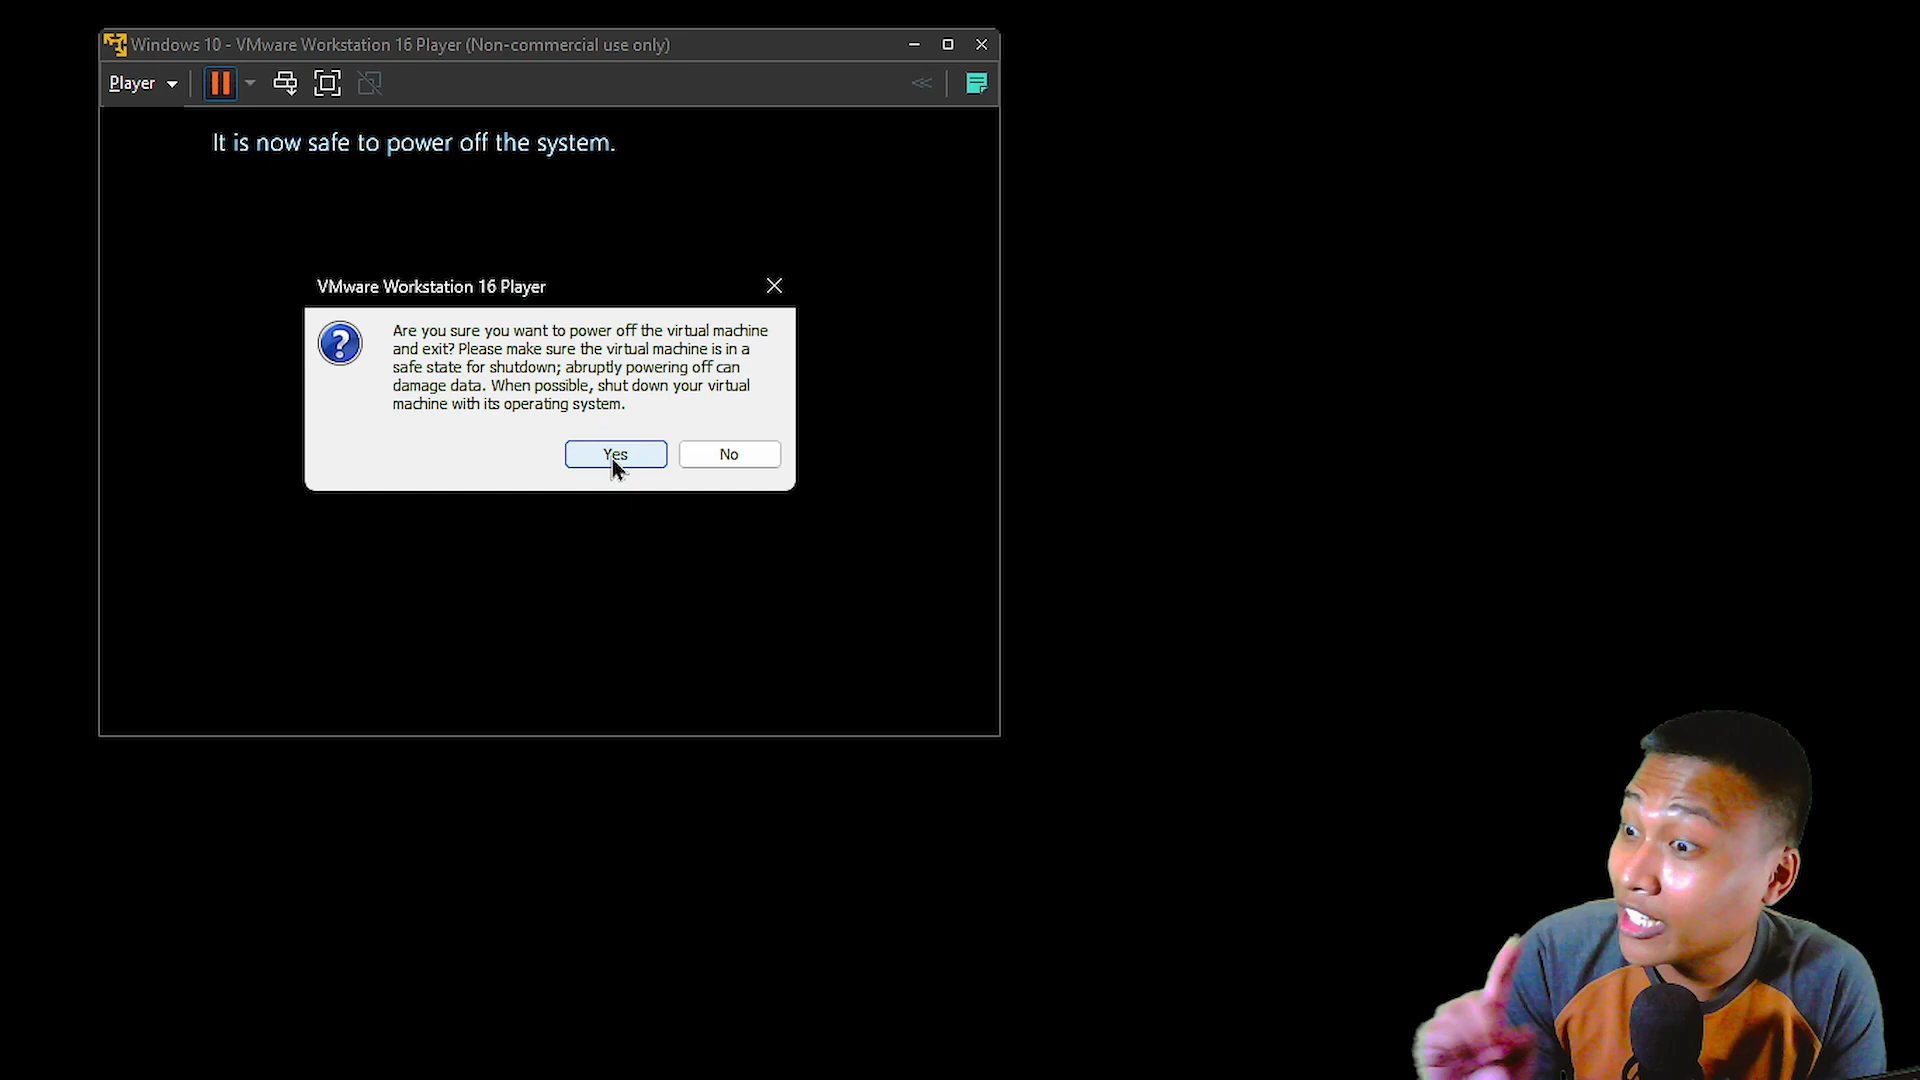 Windows 10 - VMware Workstation 16 Player (Non-commercial use only)
Player
It is now safe to power off the system.
VMware Workstation 16 Player
Are you sure you want to power off the virtual machine
and exit? Please make sure the virtual machine is in a
safe state for shutdown; abruptly powering off can
damage data. When possible, shut down your virtual
machine with its operating system.
Yes
No